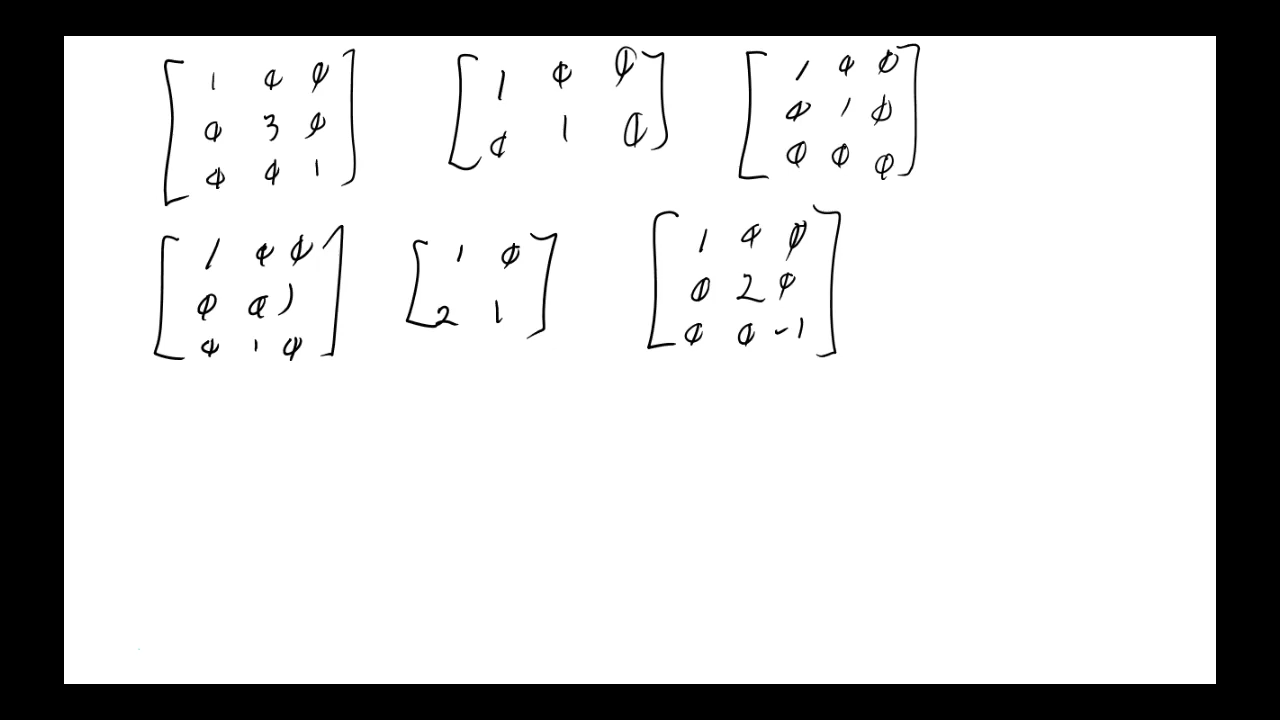 1 0 0 1 0 0 1 0 0
0 3 0 0 1 0 0 1 0
0 0 1 0 0 0
1 0 0 1 0 1 0 0
0 0 1 2 1 0 2 0
0 1 0 0 0 -1